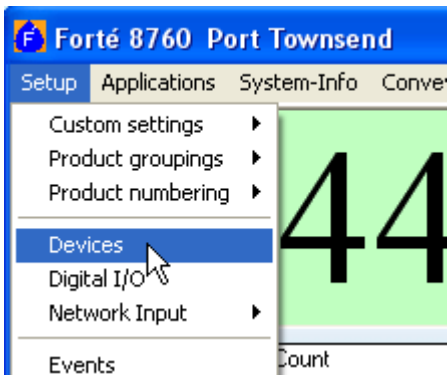 Forté 8760 Port Townsend
Setup Applications System-Info
Custom settings
Product groupings
Product numbering
44
Devices
Digital I/O
Network Input
Events
Count